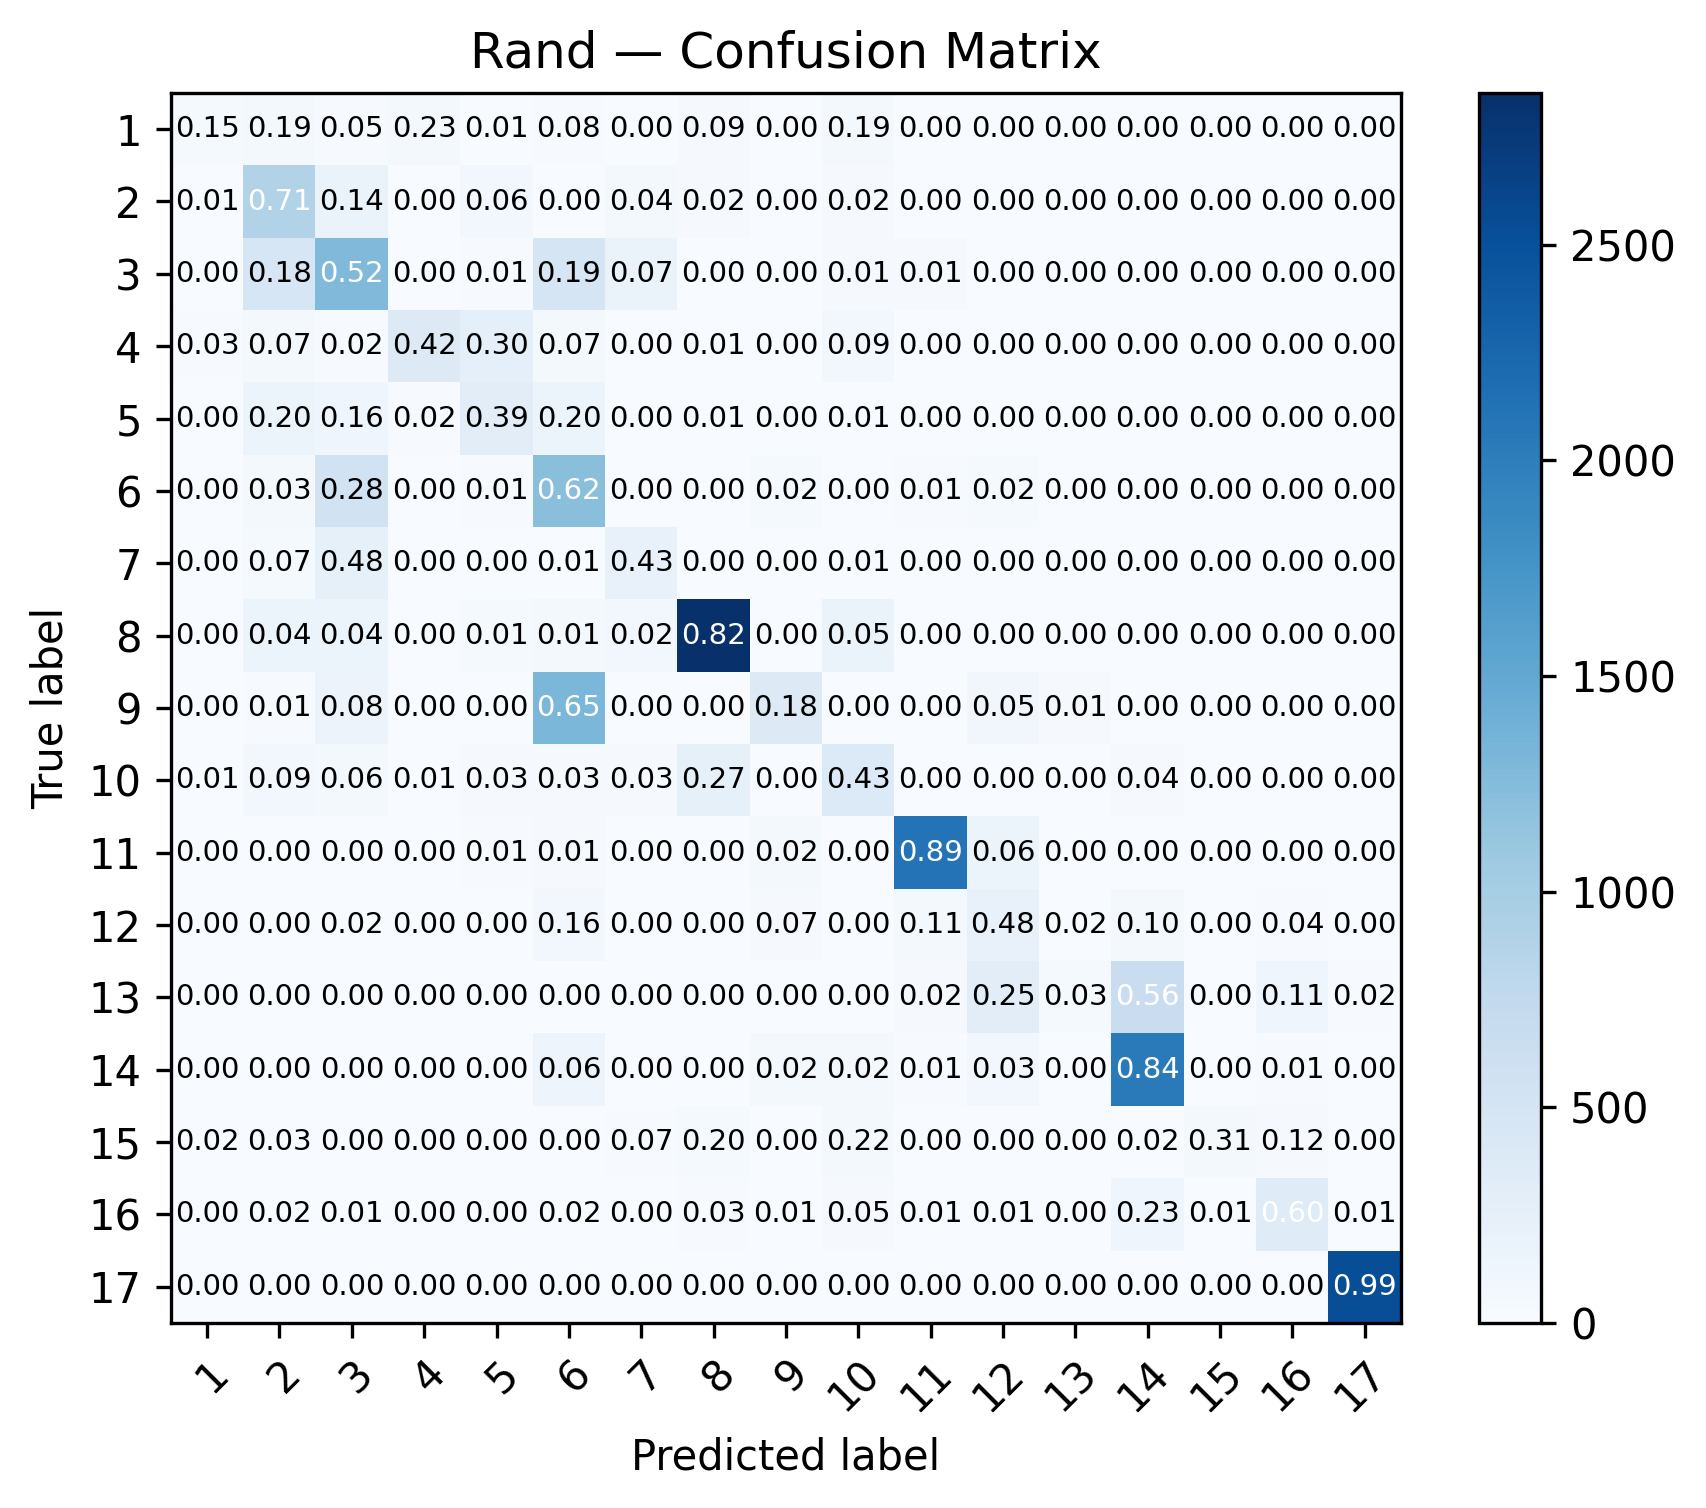 Rand — Confusion Matrix
1 0.15 0.19 0.05 0.23 0.01 0.08 0.00 0.09 0.00 0.19 0.00 0.00 0.00 0.00 0.00 0.00 0.00
2 0.01 0.71 0.14 0.00 0.06 0.00 0.04 0.02 0.00 0.02 0.00 0.00 0.00 0.00 0.00 0.00 0.00
3 0.00 0.18 0.52 0.00 0.01 0.19 0.07 0.00 0.00 0.01 0.01 0.00 0.00 0.00 0.00 0.00 0.00
4 0.03 0.07 0.02 0.42 0.30 0.07 0.00 0.01 0.00 0.09 0.00 0.00 0.00 0.00 0.00 0.00 0.00
5 0.00 0.20 0.16 0.02 0.39 0.20 0.00 0.01 0.00 0.01 0.00 0.00 0.00 0.00 0.00 0.00 0.00
6 0.00 0.03 0.28 0.00 0.01 0.62 0.00 0.00 0.02 0.00 0.01 0.02 0.00 0.00 0.00 0.00 0.00
7 0.00 0.07 0.48 0.00 0.00 0.01 0.43 0.00 0.00 0.01 0.00 0.00 0.00 0.00 0.00 0.00 0.00
8 0.00 0.04 0.04 0.00 0.01 0.01 0.02 0.82 0.00 0.05 0.00 0.00 0.00 0.00 0.00 0.00 0.00
9 0.00 0.01 0.08 0.00 0.00 0.65 0.00 0.00 0.18 0.00 0.00 0.05 0.01 0.00 0.00 0.00 0.00
10 0.01 0.09 0.06 0.01 0.03 0.03 0.03 0.27 0.00 0.43 0.00 0.00 0.00 0.04 0.00 0.00 0.00
11 0.00 0.00 0.00 0.00 0.01 0.01 0.00 0.00 0.02 0.00 0.89 0.06 0.00 0.00 0.00 0.00 0.00
12 0.00 0.00 0.02 0.00 0.00 0.16 0.00 0.00 0.07 0.00 0.11 0.48 0.02 0.10 0.00 0.04 0.00
13 0.00 0.00 0.00 0.00 0.00 0.00 0.00 0.00 0.00 0.00 0.02 0.25 0.03 0.56 0.00 0.11 0.02
14 0.00 0.00 0.00 0.00 0.00 0.06 0.00 0.00 0.02 0.02 0.01 0.03 0.00 0.84 0.00 0.01 0.00
15 0.02 0.03 0.00 0.00 0.00 0.00 0.07 0.20 0.00 0.22 0.00 0.00 0.00 0.02 0.31 0.12 0.00
16 0.00 0.02 0.01 0.00 0.00 0.02 0.00 0.03 0.01 0.05 0.01 0.01 0.00 0.23 0.01 0.60 0.01
17 0.00 0.00 0.00 0.00 0.00 0.00 0.00 0.00 0.00 0.00 0.00 0.00 0.00 0.00 0.00 0.00 0.99
1 2 3 4 5 6 7 8 9 10 11 12 13 14 15 16 17
Predicted label
True label
2500
2000
1500
1000
500
0